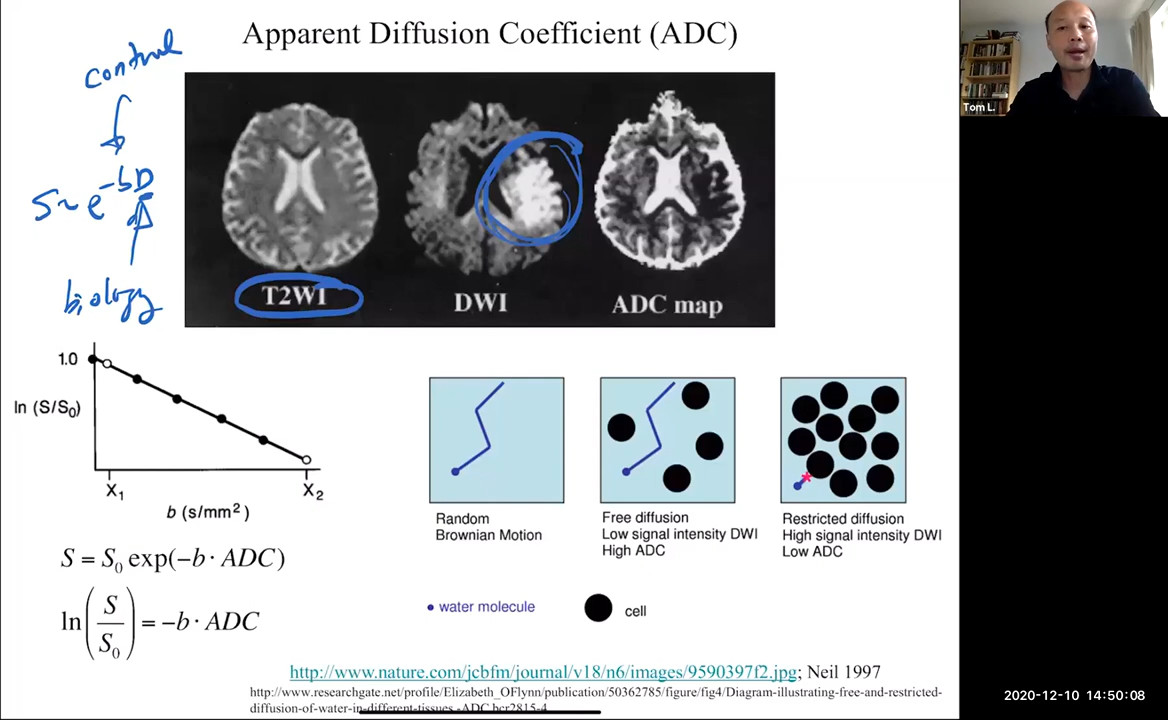 Apparent Diffusion Coefficient (ADC)
control
S ~ e^-bD
biology
T2WI
DWI
ADC map
1.0
ln (S/S₀)
X₁
X₂
b (s/mm²)
S = S₀ exp(−b · ADC)
ln(S/S₀) = −b · ADC
Random
Brownian Motion
Free diffusion
Low signal intensity DWI
High ADC
Restricted diffusion
High signal intensity DWI
Low ADC
water molecule
cell
http://www.nature.com/jcbfm/journal/v18/n6/images/9590397f2.jpg; Neil 1997
http://www.researchgate.net/profile/Elizabeth_OFlynn/publication/50362785/figure/fig4/Diagram-illustrating-free-and-restricted-
diffusion-of-water-in-different-tissues.-ADC.bcr2815-4
Tom L.
2020-12-10 14:50:08